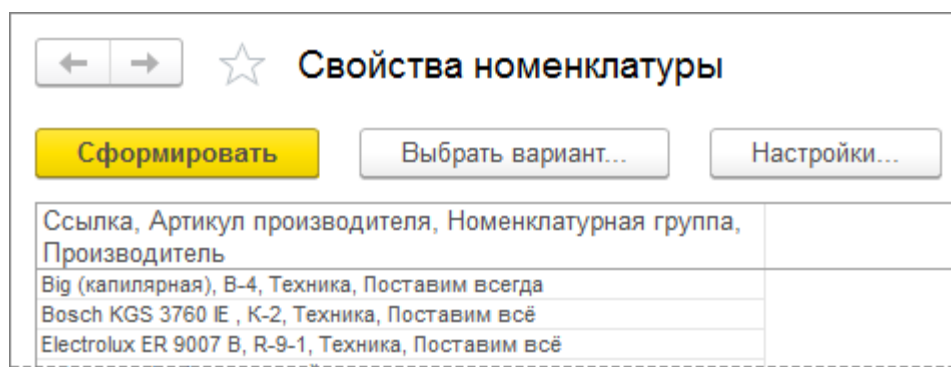 Свойства номенклатуры
Сформировать Выбрать вариант... Настройки...
Ссылка, Артикул производителя, Номенклатурная группа,
Производитель
Big (капилярная), В-4, Техника, Поставим всегда
Bosch KGS 3760 IE , К-2, Техника, Поставим всё
Electrolux ER 9007 B, R-9-1, Техника, Поставим всё